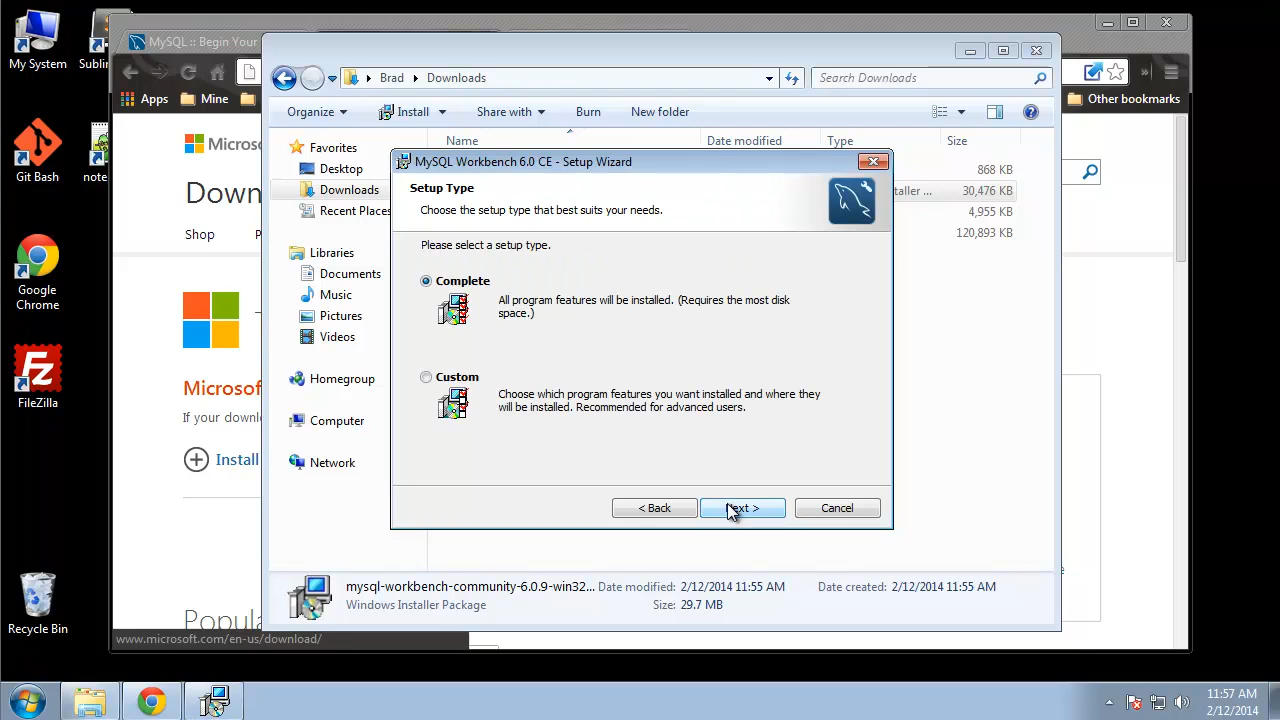 My System
Sublin
Git Bash
note
Google
Chrome
FileZilla
Recycle Bin
MySQL :: Begin Your
Apps
Mine
Other bookmarks
Microso
Down
Shop
P
Microsof
If your downlo
Install
Popula
www.microsoft.com/en-us/download/
Brad
Downloads
Search Downloads
Organize
Install
Share with
Burn
New folder
Name
Date modified
Type
Size
Favorites
Desktop
Downloads
Recent Places
Libraries
Documents
Music
Pictures
Videos
Homegroup
Computer
Network
868 KB
taller ...
30,476 KB
4,955 KB
120,893 KB
MySQL Workbench 6.0 CE - Setup Wizard
Setup Type
Choose the setup type that best suits your needs.
Please select a setup type.
Complete
All program features will be installed. (Requires the most disk
space.)
Custom
Choose which program features you want installed and where they
will be installed. Recommended for advanced users.
< Back
Next >
Cancel
mysql-workbench-community-6.0.9-win32...
Date modified: 2/12/2014 11:55 AM
Date created: 2/12/2014 11:55 AM
Windows Installer Package
Size: 29.7 MB
11:57 AM
2/12/2014